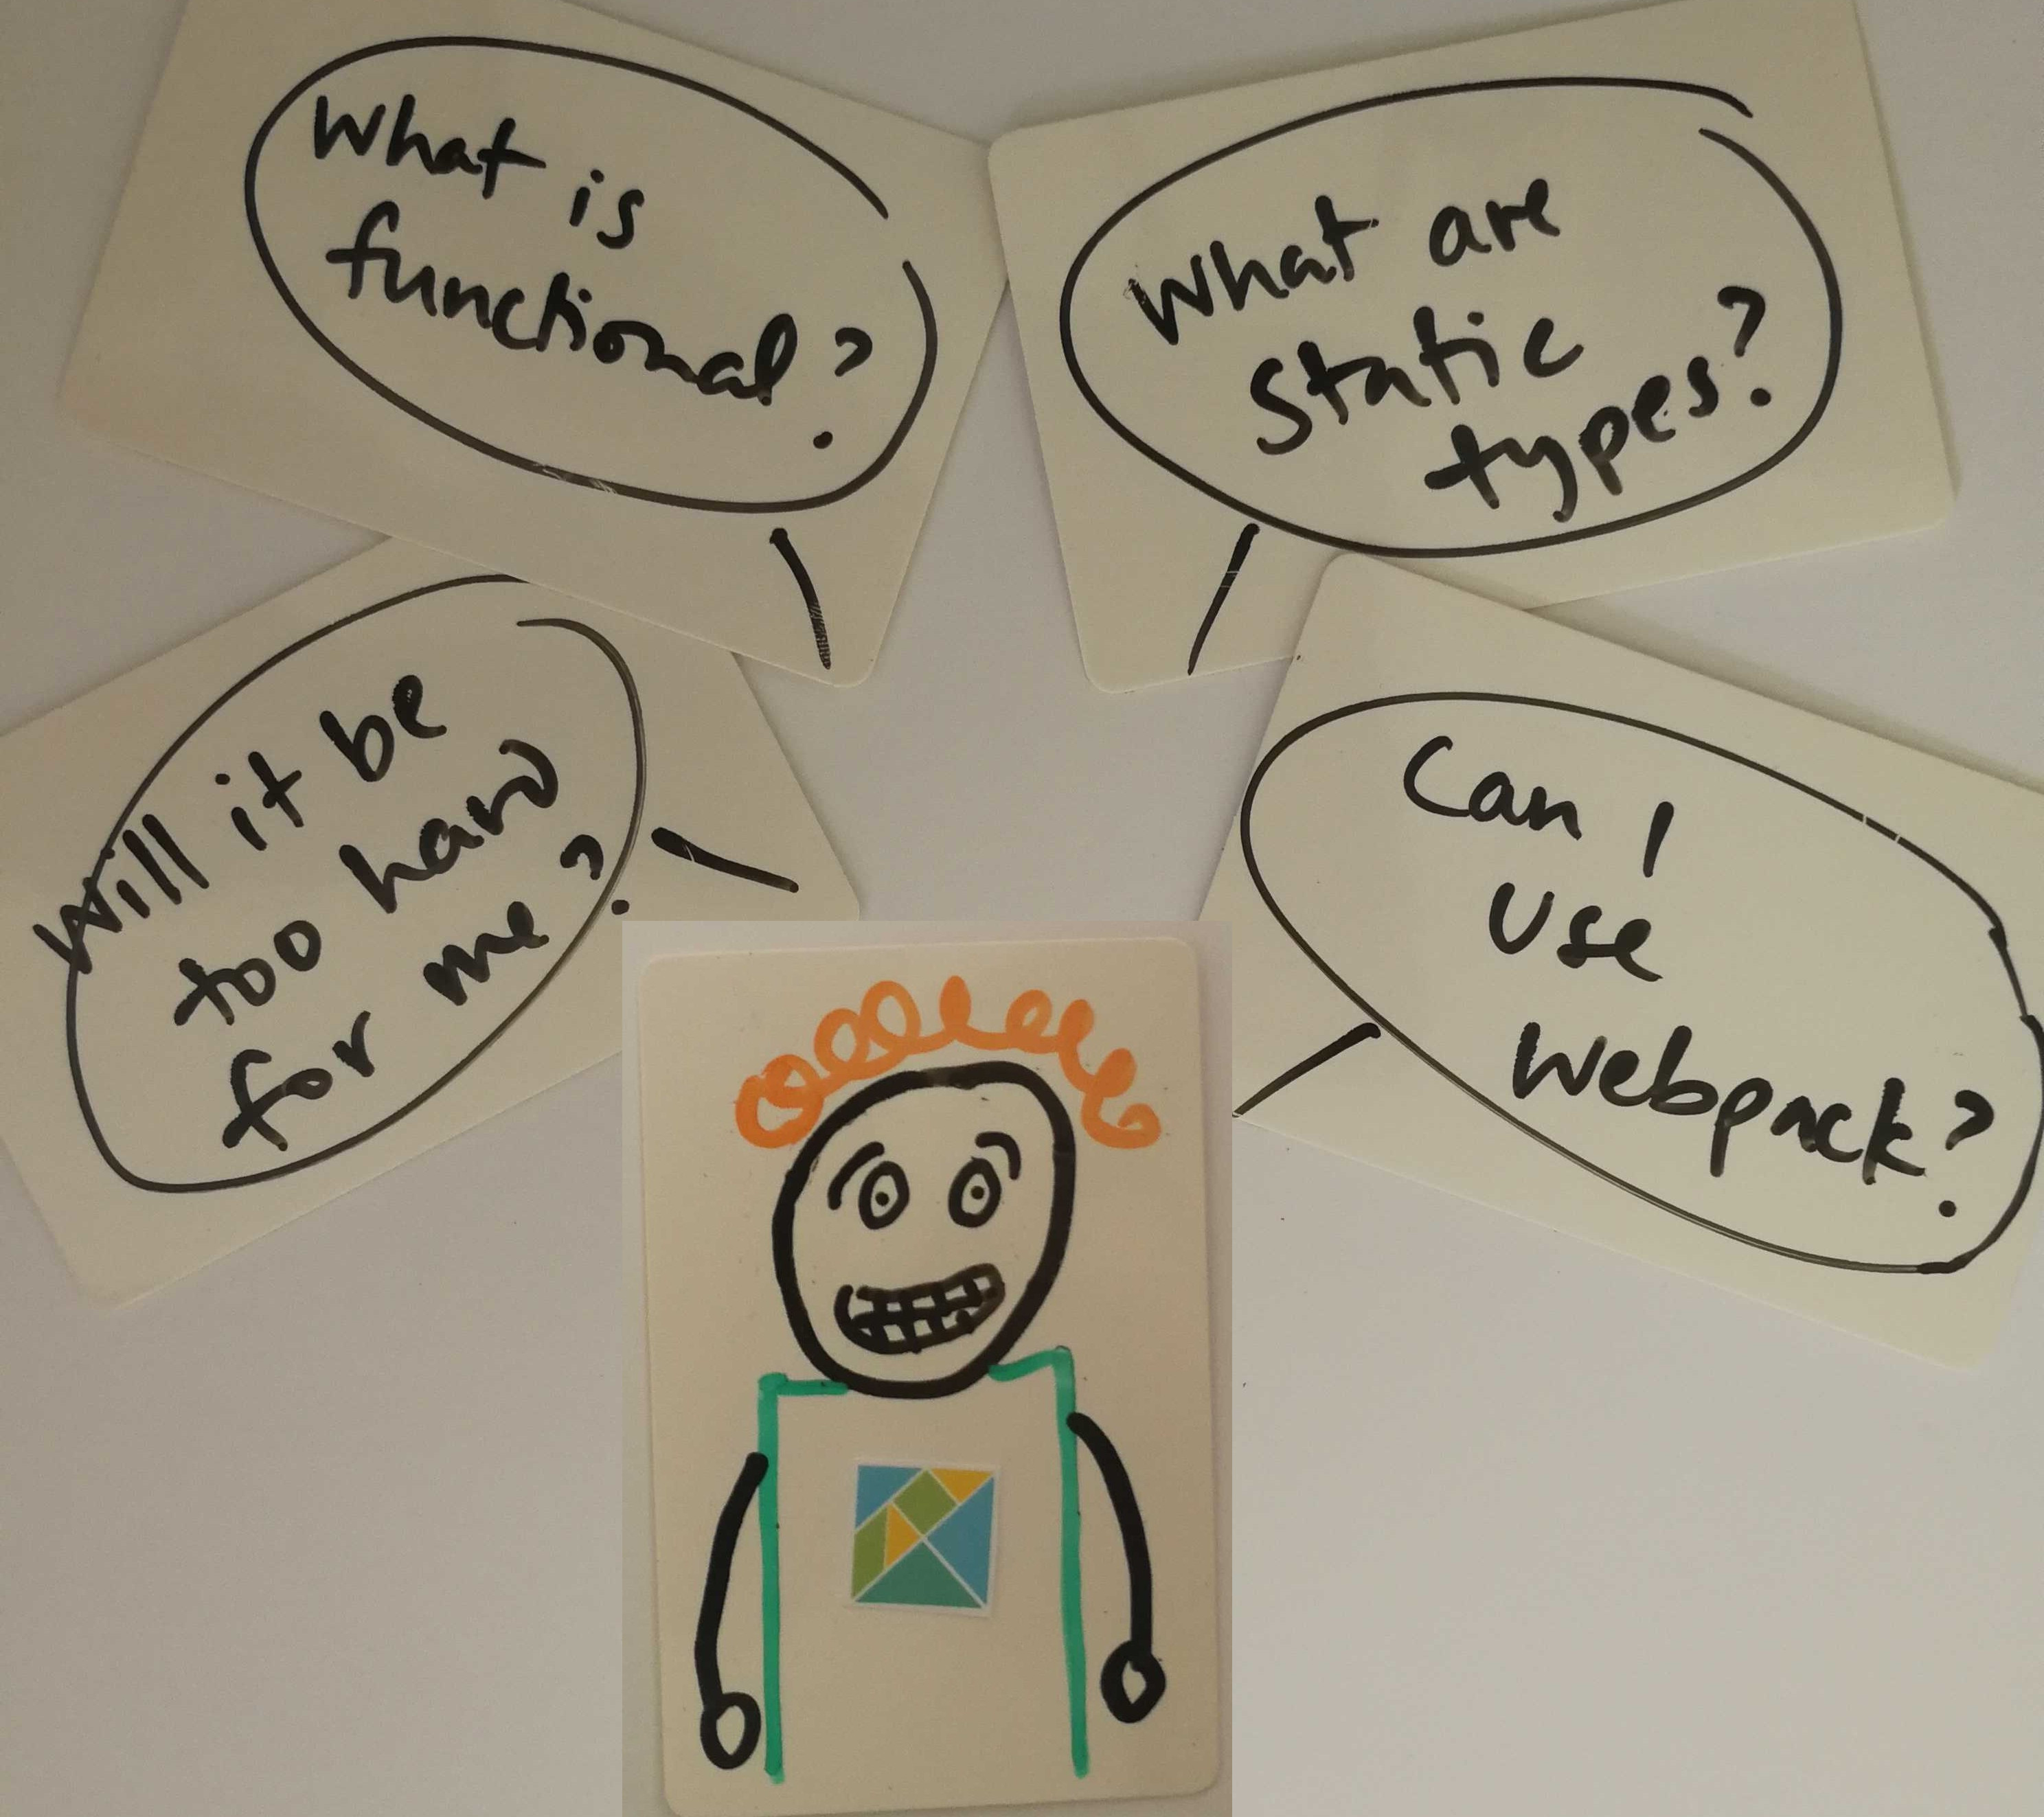 What is
functional?
What are
static
types?
Will it be
too hard
for me?
Can I
use
Webpack?